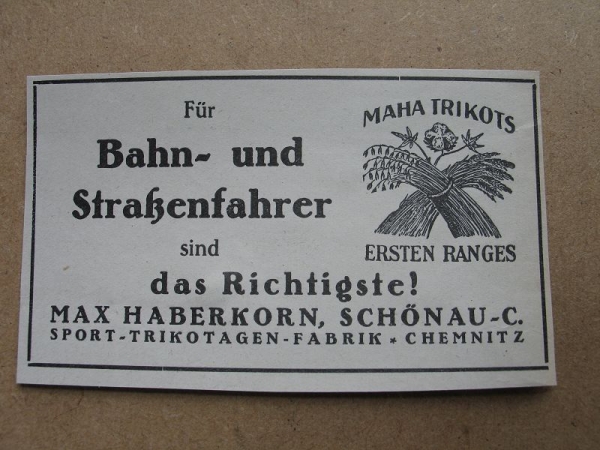 Für
Bahn- und
Straßenfahrer
sind
das Richtigste!
MAHA TRIKOTS
ERSTEN RANGES
MAX HABERKORN, SCHÖNAU-C.
SPORT-TRIKOTAGEN-FABRIK * CHEMNITZ